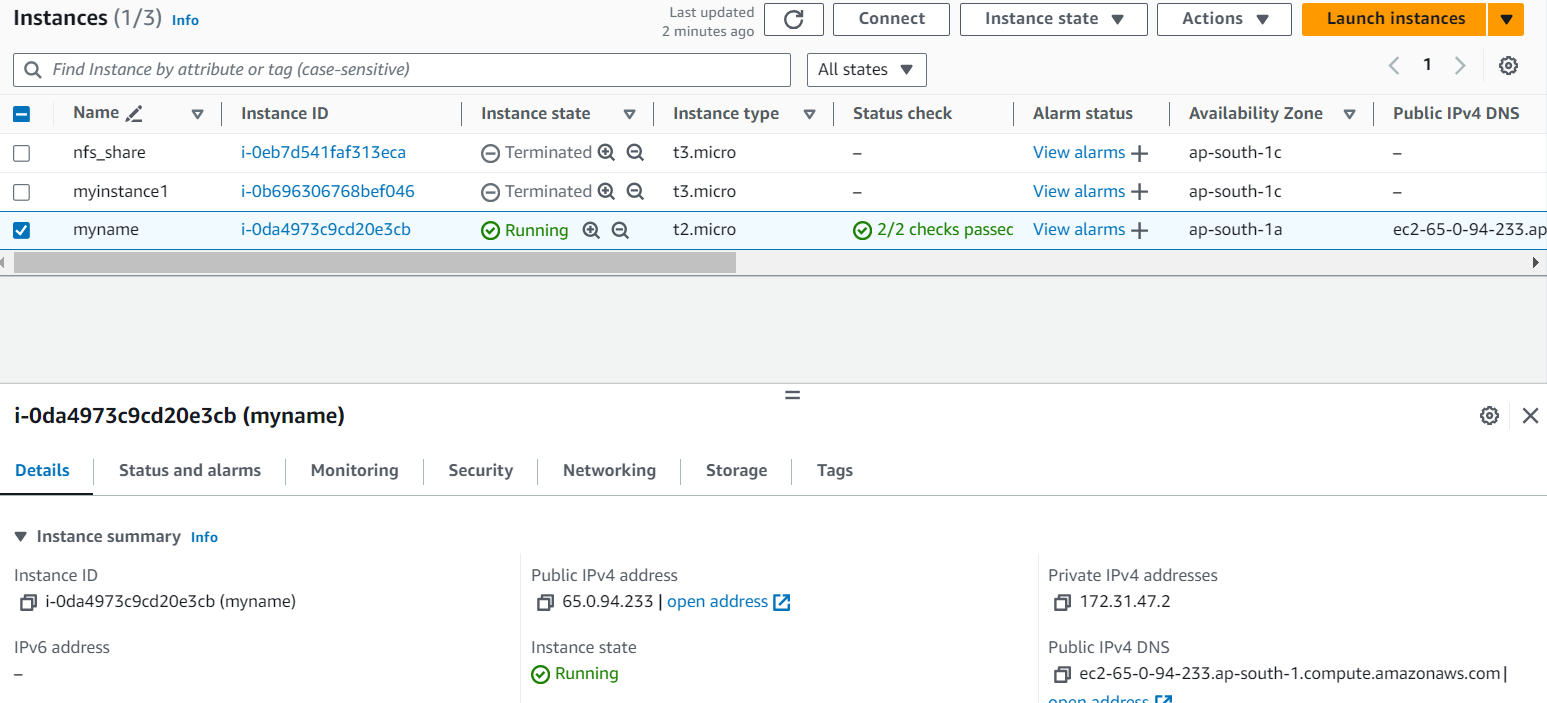 Instances (1/3) Info
Last updated
2 minutes ago
Connect
Instance state
Actions
Launch instances
Find Instance by attribute or tag (case-sensitive)
All states
1
Name Instance ID Instance state Instance type Status check Alarm status Availability Zone Public IPv4 DNS
nfs_share i-0eb7d541faf313eca Terminated t3.micro – View alarms + ap-south-1c –
myinstance1 i-0b696306768bef046 Terminated t3.micro – View alarms + ap-south-1c –
myname i-0da4973c9cd20e3cb Running t2.micro 2/2 checks passed View alarms + ap-south-1a ec2-65-0-94-233.ap
i-0da4973c9cd20e3cb (myname)
Details Status and alarms Monitoring Security Networking Storage Tags
Instance summary Info
Instance ID
i-0da4973c9cd20e3cb (myname)
Public IPv4 address
65.0.94.233 | open address
Private IPv4 addresses
172.31.47.2
IPv6 address
–
Instance state
Running
Public IPv4 DNS
ec2-65-0-94-233.ap-south-1.compute.amazonaws.com |
open address